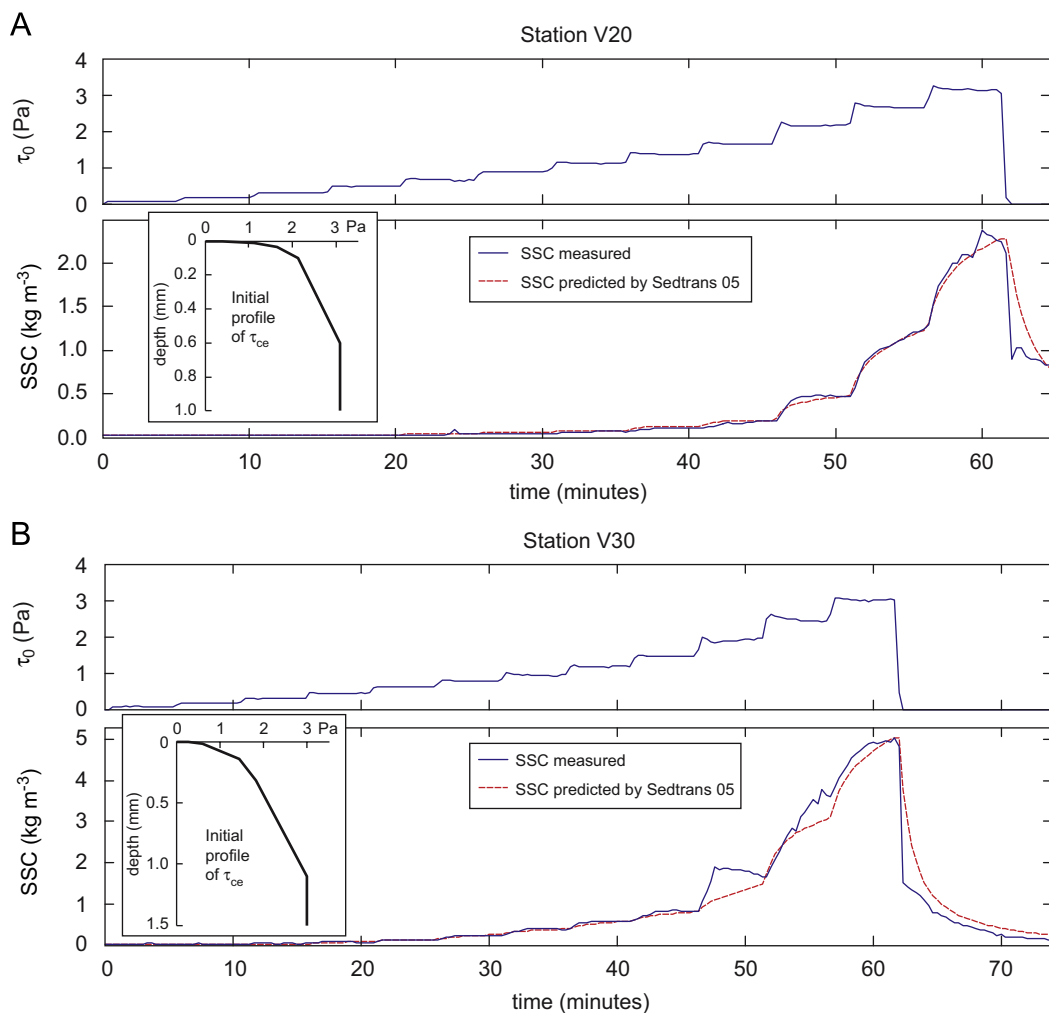 A
Station V20
4
3
2
1
0
τ0 (Pa)
0 1 2 3 Pa
0
0.2
0.4
0.6
0.8
1.0
depth (mm)
Initial
profile
of τce
SSC measured
SSC predicted by Sedtrans 05
2.0
1.0
0.5
0.0
SSC (kg m-3)
0 10 20 30 40 50 60
time (minutes)
B
Station V30
4
3
2
1
0
τ0 (Pa)
0 1 2 3 Pa
0
0.5
1.0
1.5
depth (mm)
Initial
profile
of τce
SSC measured
SSC predicted by Sedtrans 05
5
4
3
2
1
0
SSC (kg m-3)
0 10 20 30 40 50 60 70
time (minutes)